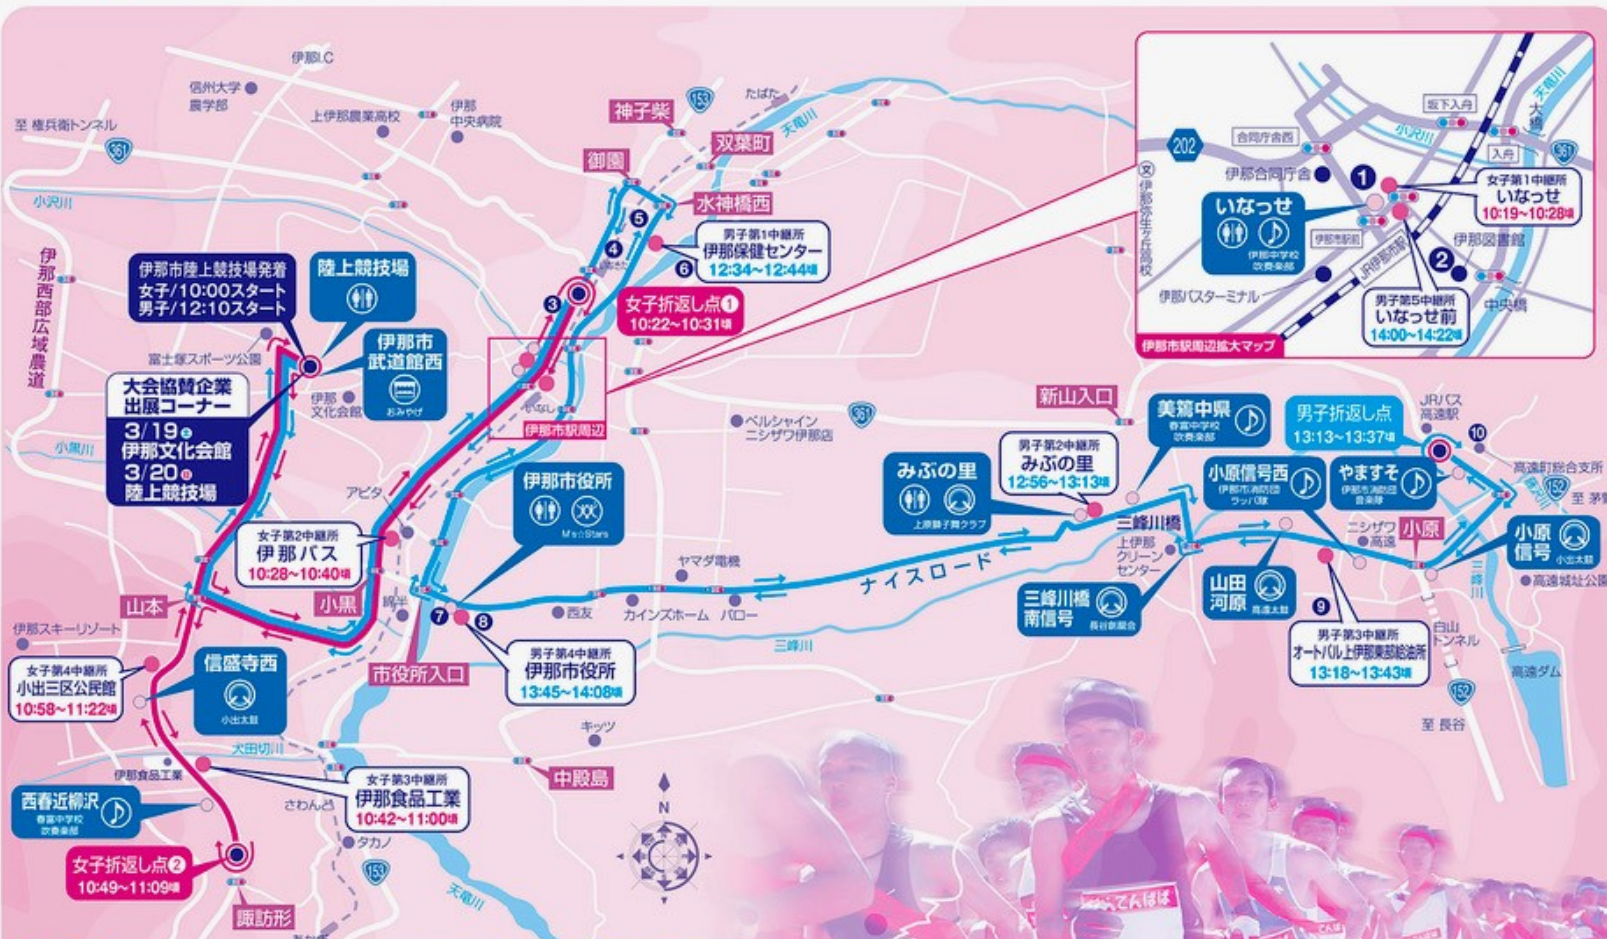 伊那I.C
信州大学
農学部
上伊那農業高校
伊那
中央病院
至 権兵衛トンネル
361
小沢川
神子柴
153
たばた
天竜川
双葉町
御園
水神橋西
5
4
6
3
男子第1中継所
伊那保健センター
12:34~12:44頃
女子折返し点1
10:22~10:31頃
伊那西部広域農道
伊那市陸上競技場発着
女子/10:00スタート
男子/12:10スタート
陸上競技場
富士塚スポーツ公園
伊那市
武道館西
おみやげ
伊那
文化会館
大会協賛企業
出展コーナー
3/19土
伊那文化会館
3/20日
陸上競技場
小黒川
伊那市駅周辺
202
合同庁舎西
伊那合同庁舎
坂下入舟
小沢川
天竜川
大橋
入舟
361
1
女子第1中継所
いなっせ
10:19~10:28頃
いなっせ
伊那中学校
吹奏楽部
伊那市駅前
JR伊那市駅
伊那図書館
2
伊那バスターミナル
男子第5中継所
いなっせ前
14:00~14:22頃
中央橋
伊那市駅周辺拡大マップ
文 伊那弥生ヶ丘高校
ベルシャイン
ニシザワ伊那店
361
新山入口
美篶中県
春富中学校
吹奏楽部
男子折返し点
13:13~13:37頃
JRバス
高遠駅
10
高遠町総合支所
152
至 茅野
藤沢川
男子第2中継所
みぶの里
12:56~13:13頃
みぶの里
上原獅子舞クラブ
小原信号西
伊那市消防団
ラッパ隊
やますそ
伊那市消防団
音楽隊
三峰川橋
上伊那
クリーン
センター
ニシザワ
高遠
小原
小原
信号
小出太鼓
三峰川
高遠城址公園
アピタ
伊那市役所
M's☆Stars
女子第2中継所
伊那バス
10:28~10:40頃
山本
小黒
綿半
7
8
ヤマダ電機
西友
カインズホーム
バロー
ナイスロード
三峰川橋
南信号
山田
河原
高遠太鼓
9
男子第3中継所
オートパル上伊那東部給油所
13:18~13:43頃
白山
トンネル
高遠ダム
152
至 長谷
伊那スキーリゾート
女子第4中継所
小出三区公民館
10:58~11:22頃
信盛寺西
小出太鼓
市役所入口
男子第4中継所
伊那市役所
13:45~14:08頃
三峰川
犬田切川
伊那食品工業
西春近柳沢
春富中学校
吹奏楽部
女子第3中継所
伊那食品工業
10:42~11:00頃
さわんど
タカノ
153
天竜川
キッツ
中殿島
女子折返し点2
10:49~11:09頃
諏訪形
N